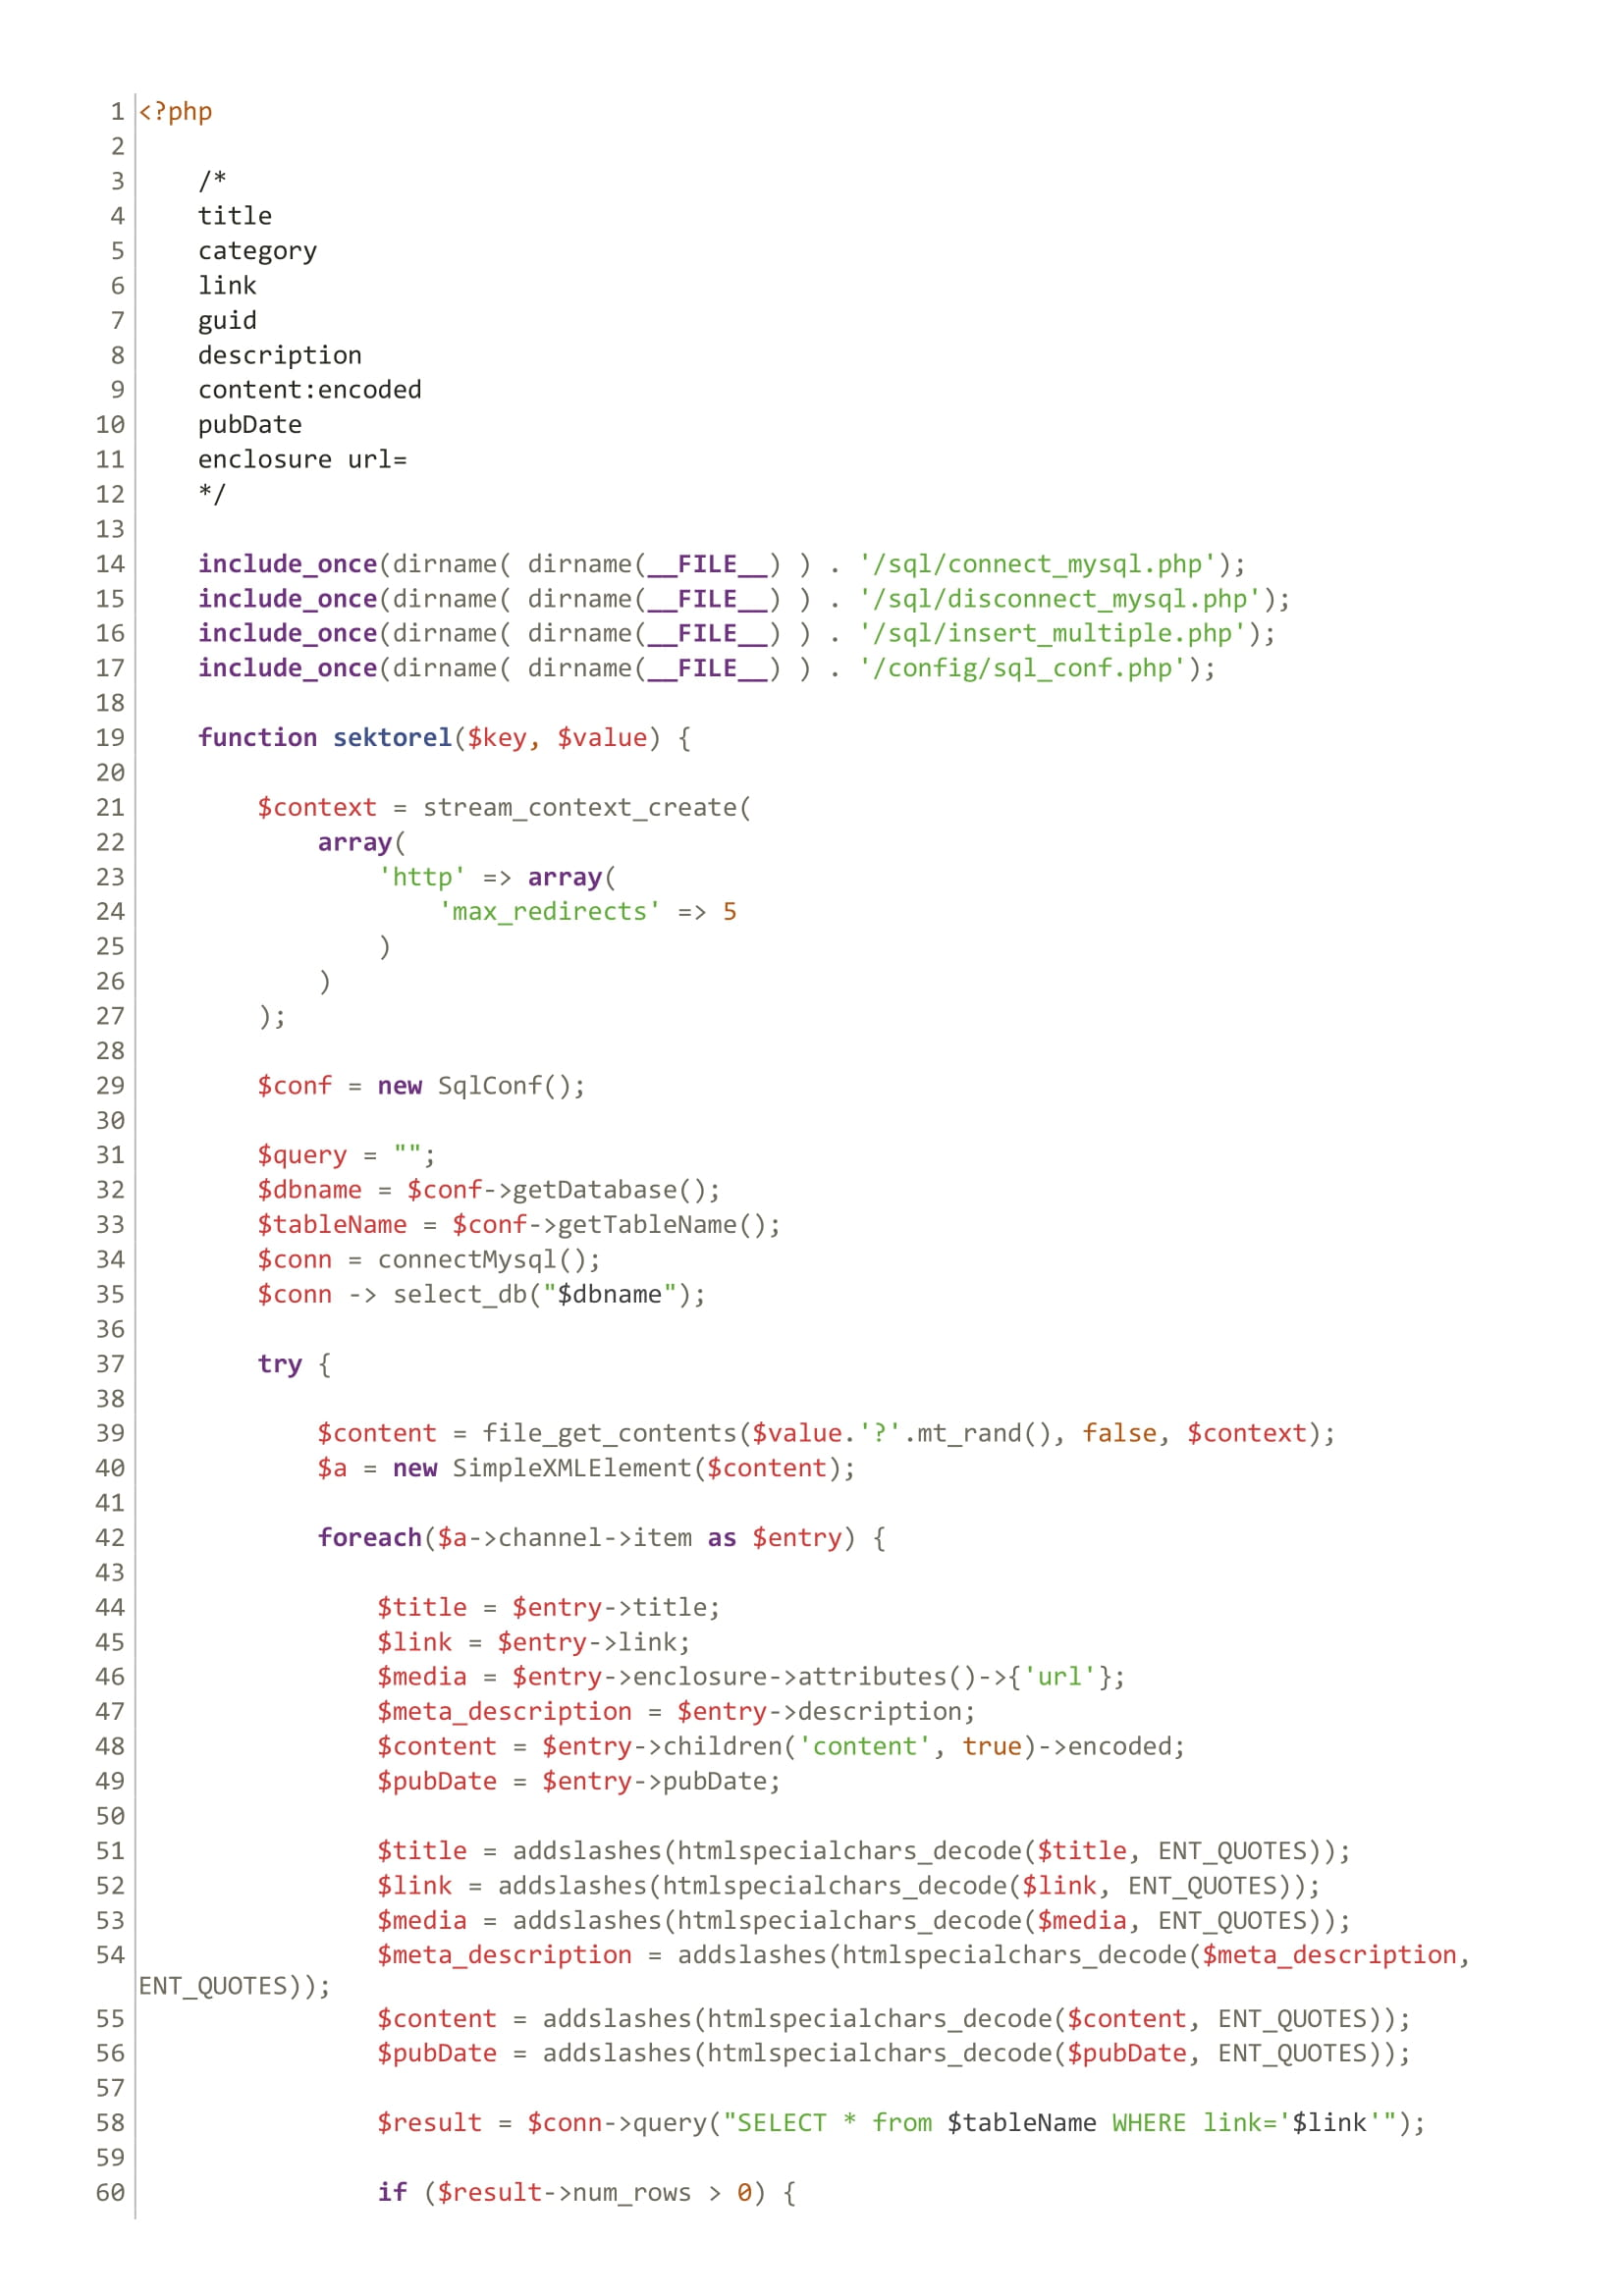 1 <?php
2
3     /*
4     title
5     category
6     link
7     guid
8     description
9     content:encoded
10     pubDate
11     enclosure url=
12     */
13
14     include_once(dirname( dirname(__FILE__) ) . '/sql/connect_mysql.php');
15     include_once(dirname( dirname(__FILE__) ) . '/sql/disconnect_mysql.php');
16     include_once(dirname( dirname(__FILE__) ) . '/sql/insert_multiple.php');
17     include_once(dirname( dirname(__FILE__) ) . '/config/sql_conf.php');
18
19     function sektorel($key, $value) {
20
21         $context = stream_context_create(
22             array(
23                 'http' => array(
24                     'max_redirects' => 5
25                 )
26             )
27         );
28
29         $conf = new SqlConf();
30
31         $query = "";
32         $dbname = $conf->getDatabase();
33         $tableName = $conf->getTableName();
34         $conn = connectMysql();
35         $conn -> select_db("$dbname");
36
37         try {
38
39             $content = file_get_contents($value.'?'.mt_rand(), false, $context);
40             $a = new SimpleXMLElement($content);
41
42             foreach($a->channel->item as $entry) {
43
44                 $title = $entry->title;
45                 $link = $entry->link;
46                 $media = $entry->enclosure->attributes()->{'url'};
47                 $meta_description = $entry->description;
48                 $content = $entry->children('content', true)->encoded;
49                 $pubDate = $entry->pubDate;
50
51                 $title = addslashes(htmlspecialchars_decode($title, ENT_QUOTES));
52                 $link = addslashes(htmlspecialchars_decode($link, ENT_QUOTES));
53                 $media = addslashes(htmlspecialchars_decode($media, ENT_QUOTES));
54                 $meta_description = addslashes(htmlspecialchars_decode($meta_description,
ENT_QUOTES));
55                 $content = addslashes(htmlspecialchars_decode($content, ENT_QUOTES));
56                 $pubDate = addslashes(htmlspecialchars_decode($pubDate, ENT_QUOTES));
57
58                 $result = $conn->query("SELECT * from $tableName WHERE link='$link'");
59
60                 if ($result->num_rows > 0) {